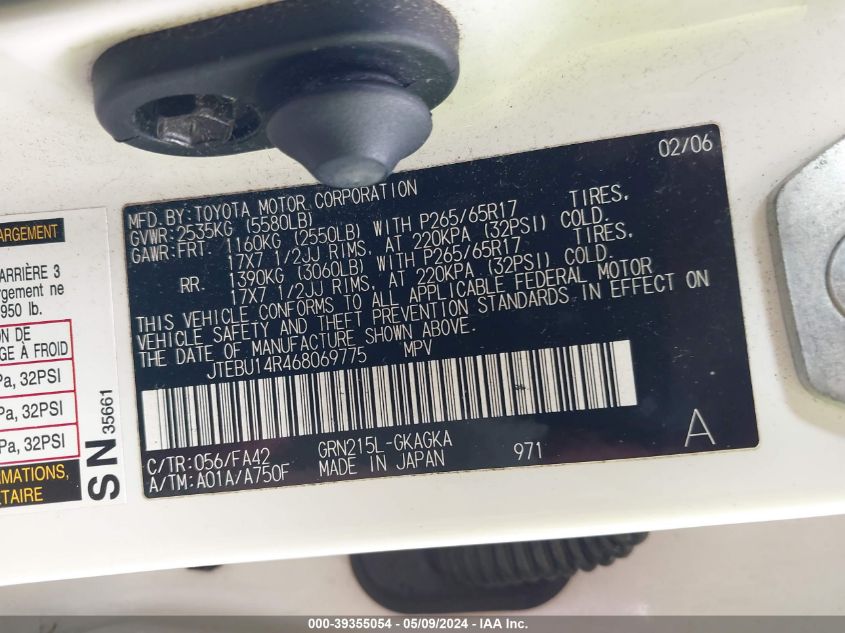 02/06
MFD. BY: TOYOTA MOTOR CORPORATION
GVWR: 2535KG (5580LB)
GAWR: FRT. 1160KG (2550LB) WITH P265/65R17 TIRES,
17X7 1/2JJ RIMS, AT 220KPA (32PSI) COLD.
RR. 1390KG (3060LB) WITH P265/65R17 TIRES,
17X7 1/2JJ RIMS, AT 220KPA (32PSI) COLD.
THIS VEHICLE CONFORMS TO ALL APPLICABLE FEDERAL MOTOR
VEHICLE SAFETY AND THEFT PREVENTION STANDARDS IN EFFECT ON
THE DATE OF MANUFACTURE SHOWN ABOVE.
JTEBU14R468069775 MPV
C/TR: 056/FA42 GRN215L-GKAGKA
A/TM: A01A/A750F MADE IN JAPAN 971
A
ARGEMENT
ARRIÈRE 3
rgement ne
950 lb.
ON DE
GE À FROID
Pa, 32PSI
Pa, 32PSI
Pa, 32PSI
MATIONS,
TAIRE
SN 35661
000-39355054 - 05/09/2024 - IAA Inc.